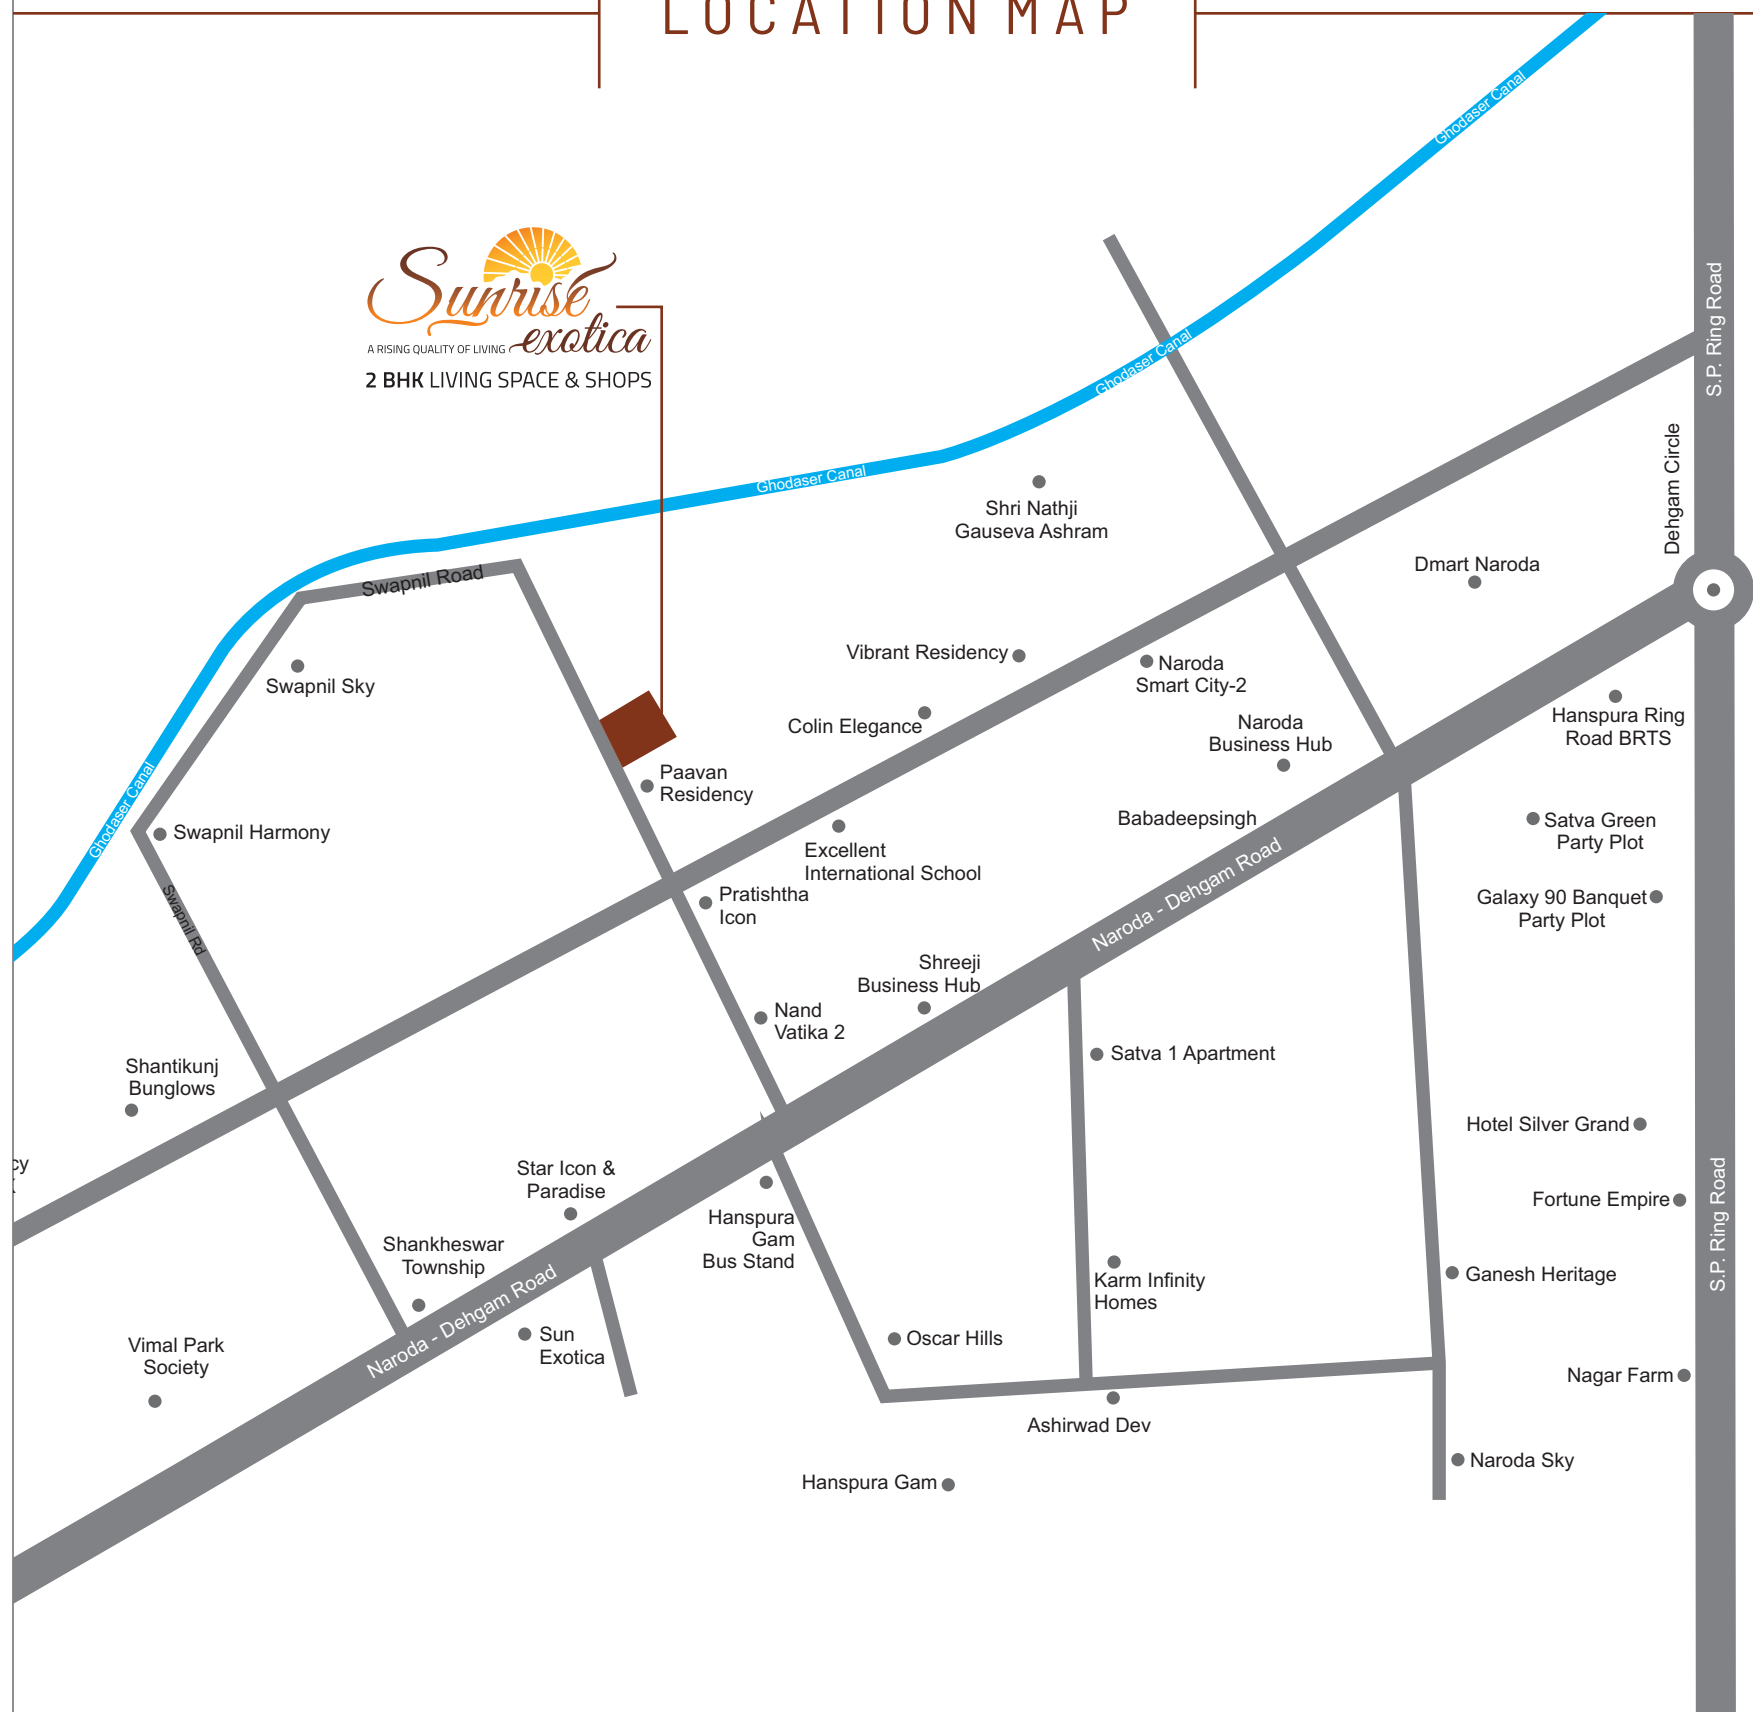 LOCATION MAP
Ghodaser Canal
S.P. Ring Road
Sunrise
exotica
A RISING QUALITY OF LIVING
2 BHK LIVING SPACE & SHOPS
Ghodaser Canal
Dehgam Circle
Ghodaser Canal
Shri Nathji
Gauseva Ashram
Dmart Naroda
Swapnil Road
Vibrant Residency
Naroda
Smart City-2
Swapnil Sky
Hanspura Ring
Road BRTS
Colin Elegance
Naroda
Business Hub
Paavan
Residency
Ghodaser Canal
Swapnil Harmony
Babadeepsingh
Satva Green
Party Plot
Excellent
International School
Naroda - Dehgam Road
Pratishtha
Icon
Galaxy 90 Banquet
Party Plot
Swapnil Rd
Shreeji
Business Hub
Nand
Vatika 2
Satva 1 Apartment
Shantikunj
Bunglows
Hotel Silver Grand
cy
Star Icon &
Paradise
Fortune Empire
S.P. Ring Road
Hanspura
Gam
Bus Stand
Shankheswar
Township
Karm Infinity
Homes
Ganesh Heritage
Naroda - Dehgam Road
Sun
Exotica
Oscar Hills
Vimal Park
Society
Nagar Farm
Ashirwad Dev
Naroda Sky
Hanspura Gam